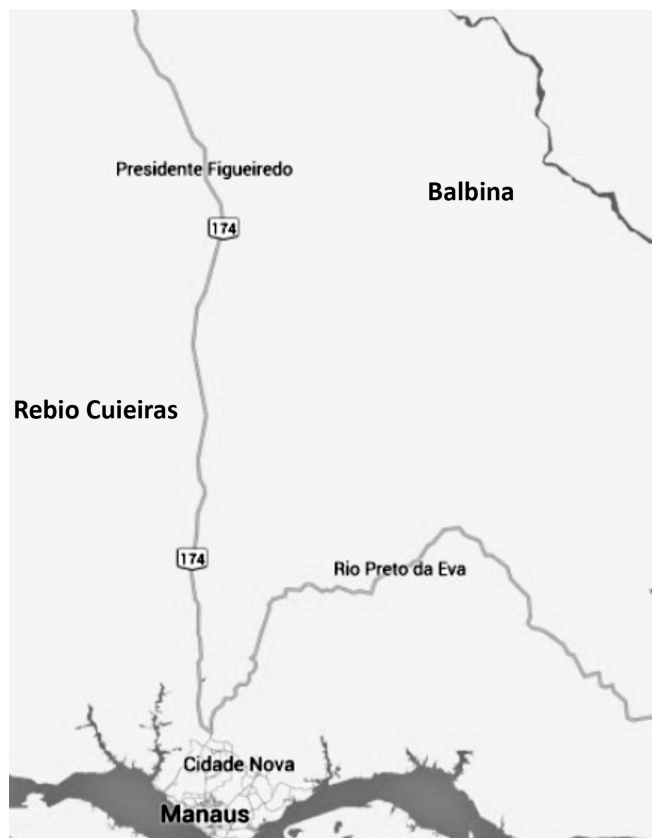 Presidente Figueiredo
Balbina
174
Rebio Cuieiras
174
Rio Preto da Eva
Cidade Nova
Manaus